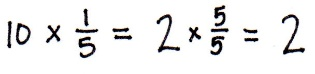 10 × 1/5 = 2 × 5/5 = 2